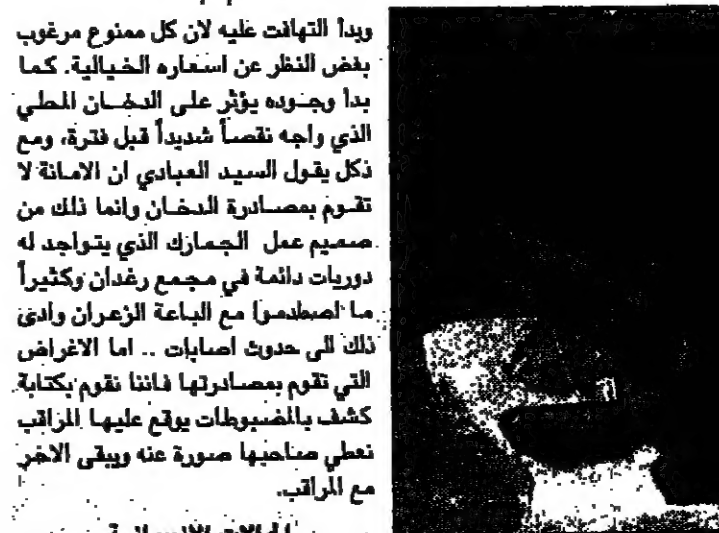 وبدأ التهافت عليه لان كل ممنوع مرغوب
بغض النظر عن اسعاره الخيالية. كما
بدأ وجوده يؤثر على الدخان المحلي
الذي واجه نقصاً شديداً قبل فترة، ومع
ذكل يقول السيد العبادي ان الامانة لا
تقوم بمصادرة الدخان وانما ذلك من
صميم عمل الجمارك الذي يتواجد له
دوريات دائمة في مجمع رغدان وكثيراً
ما اصطدموا مع الباعة الزعران وادى
ذلك الى حدوث اصابات .. اما الاغراض
التي تقوم بمصادرتها فاننا نقوم بكتابة
كشف بالمضبوطات يوقع عليها المراقب
نعطي صاحبها صورة عنه ويبقى الاخر
مع المراقب.